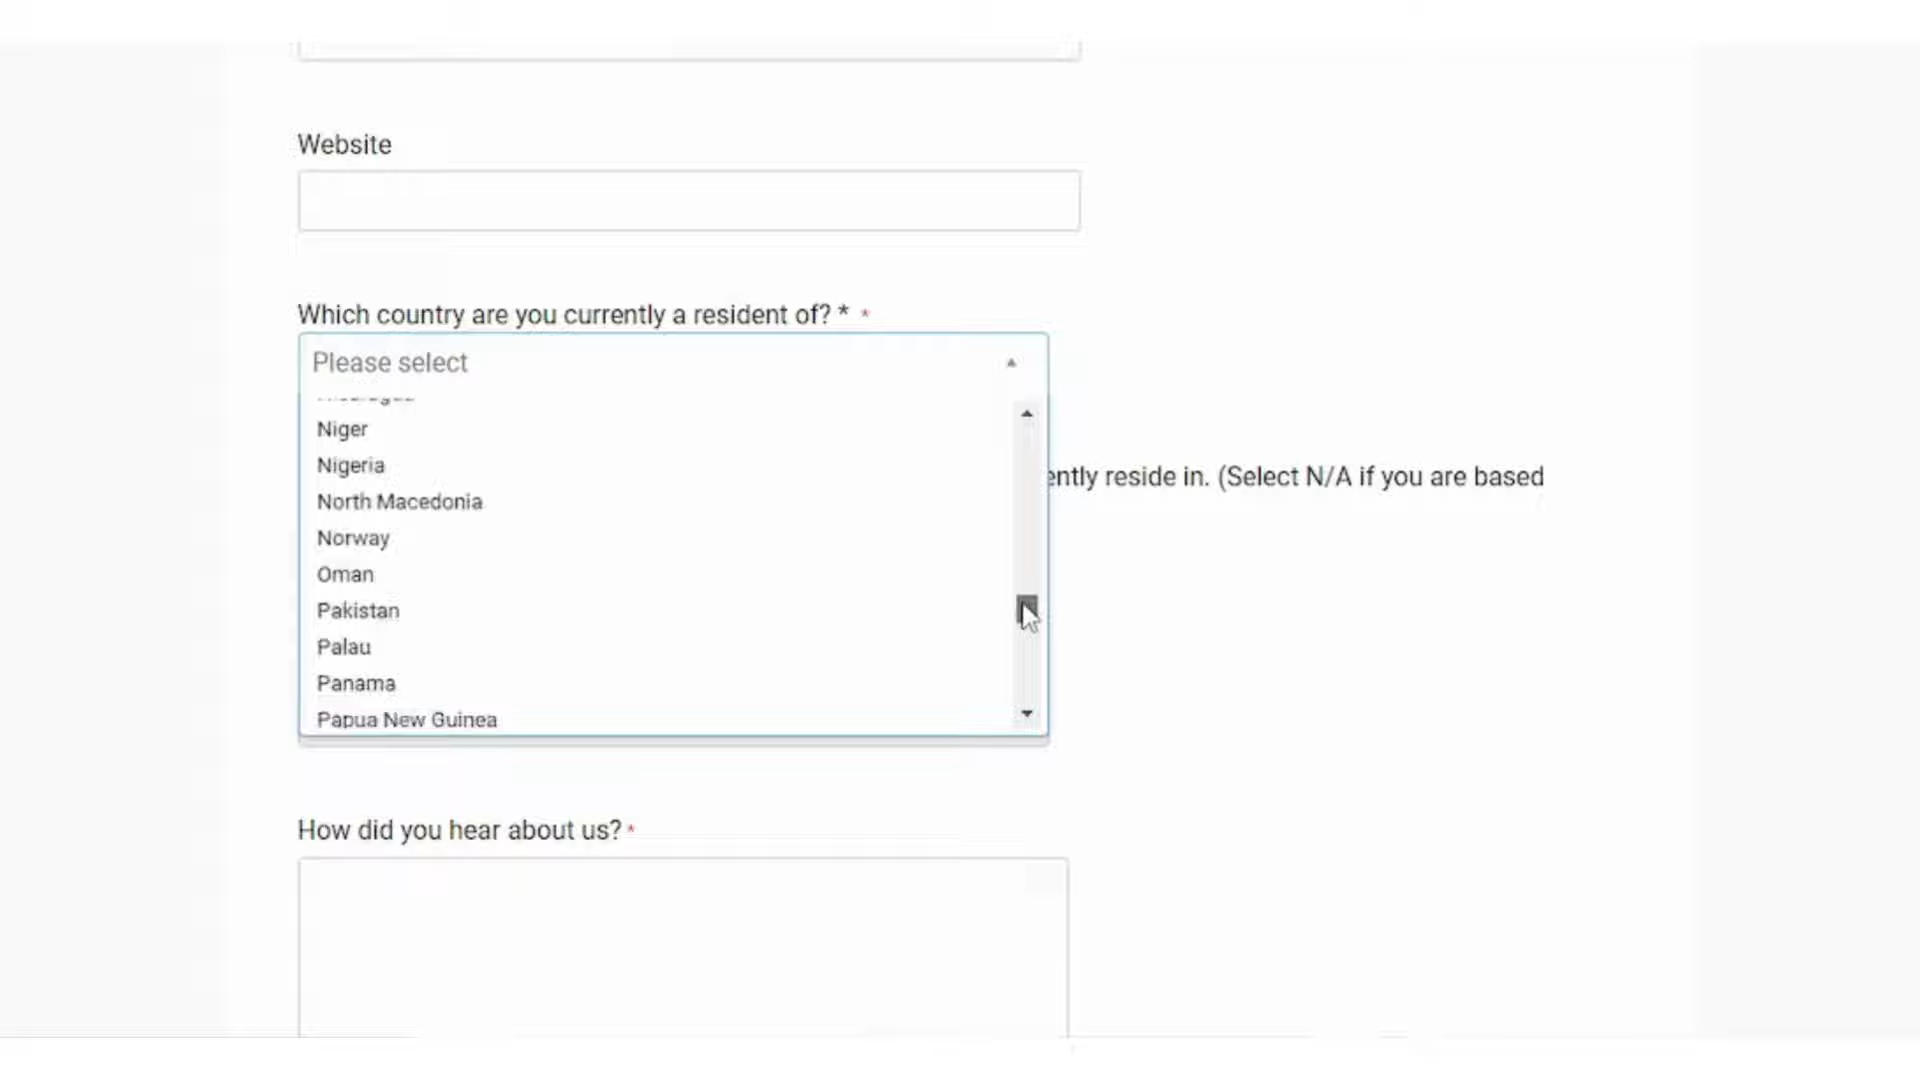 Website
Which country are you currently a resident of? * *
Please select
Niger
Nigeria
ently reside in. (Select N/A if you are based
North Macedonia
Norway
Oman
Pakistan
Palau
Panama
Papua New Guinea
How did you hear about us? *